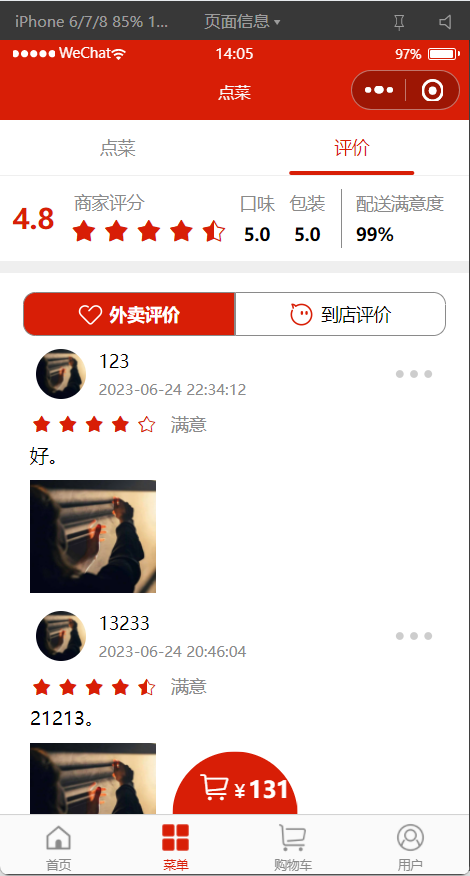 iPhone 6/7/8 85% 1... 页面信息
WeChat 14:05 97%
点菜
点菜 评价
4.8 商家评分 口味 包装 配送满意度
5.0 5.0 99%
外卖评价 到店评价
123
2023-06-24 22:34:12
满意
好。
13233
2023-06-24 20:46:04
满意
21213。
¥131
首页 菜单 购物车 用户